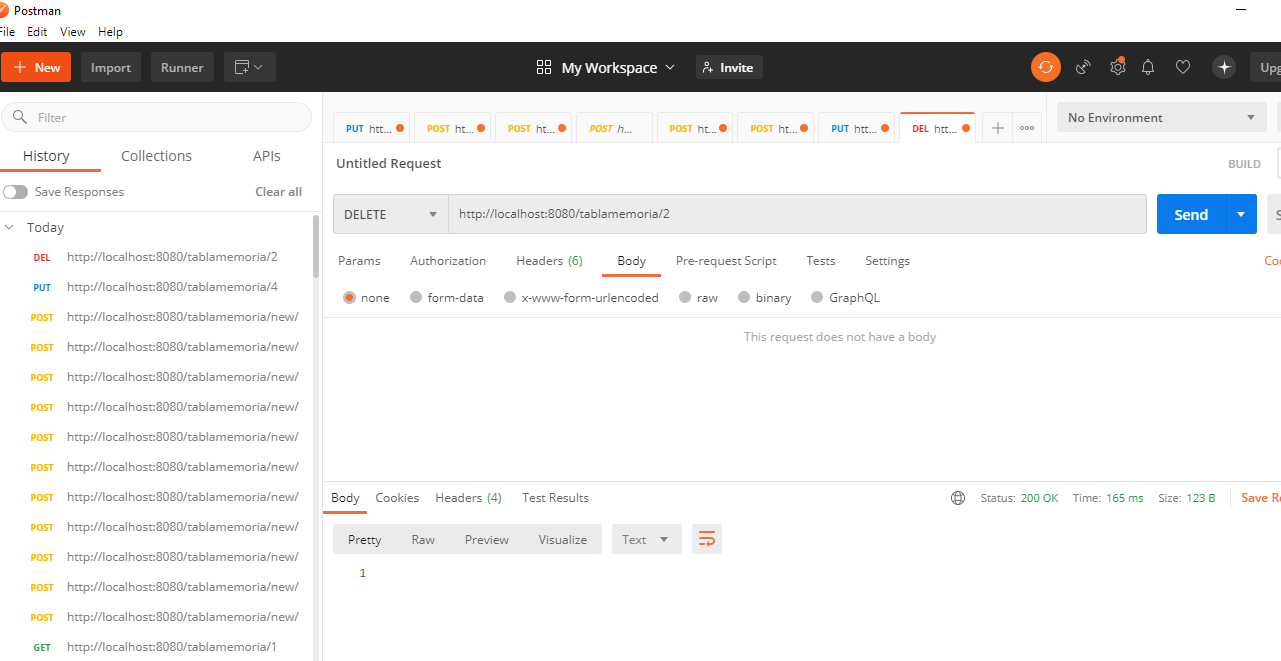 Postman
File Edit View Help
New Import Runner My Workspace Invite
Filter
History Collections APIs
Save Responses Clear all
Today
DEL http://localhost:8080/tablamemoria/2
PUT http://localhost:8080/tablamemoria/4
POST http://localhost:8080/tablamemoria/new/
POST http://localhost:8080/tablamemoria/new/
POST http://localhost:8080/tablamemoria/new/
POST http://localhost:8080/tablamemoria/new/
POST http://localhost:8080/tablamemoria/new/
POST http://localhost:8080/tablamemoria/new/
POST http://localhost:8080/tablamemoria/new/
POST http://localhost:8080/tablamemoria/new/
POST http://localhost:8080/tablamemoria/new/
POST http://localhost:8080/tablamemoria/new/
POST http://localhost:8080/tablamemoria/new/
GET http://localhost:8080/tablamemoria/1
PUT htt... POST ht... POST ht... POST h... POST ht... POST ht... PUT htt... DEL htt... No Environment
Untitled Request BUILD
DELETE http://localhost:8080/tablamemoria/2 Send
Params Authorization Headers (6) Body Pre-request Script Tests Settings
none form-data x-www-form-urlencoded raw binary GraphQL
This request does not have a body
Body Cookies Headers (4) Test Results Status: 200 OK Time: 165 ms Size: 123 B Save
Pretty Raw Preview Visualize Text
1